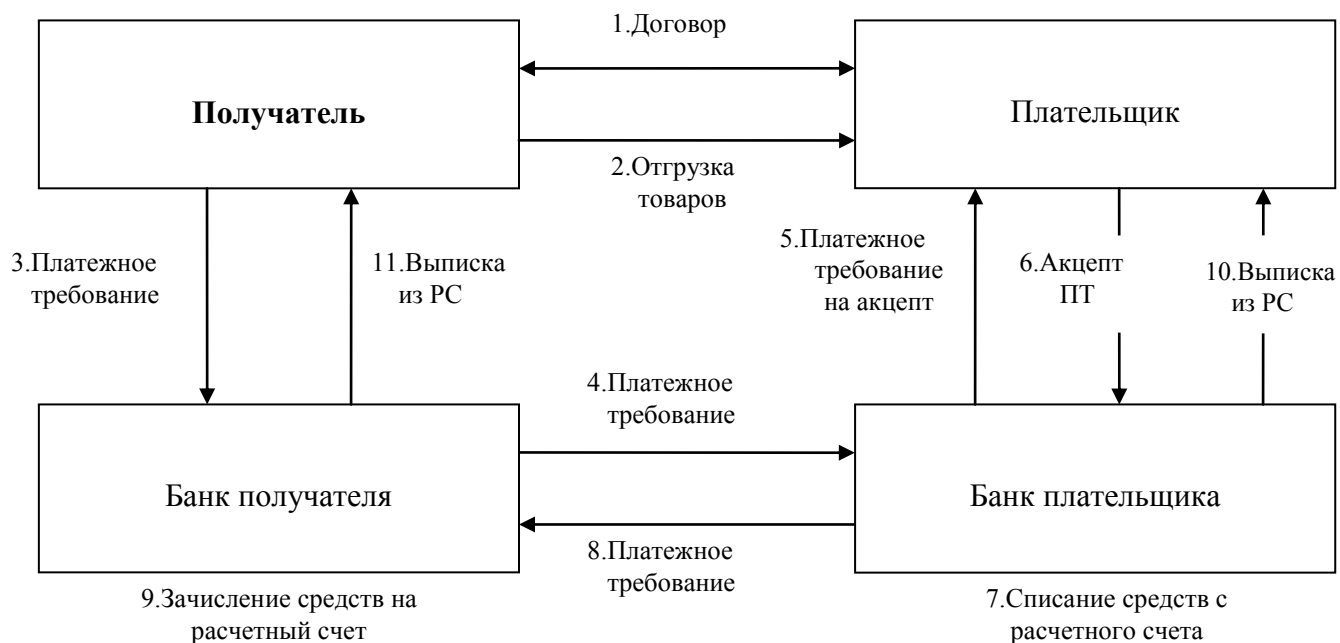 1.Договор
Получатель
Плательщик
2.Отгрузка
товаров
3.Платежное
требование
11.Выписка
из РС
5.Платежное
требование
на акцепт
6.Акцепт
ПТ
10.Выписка
из РС
4.Платежное
требование
Банк получателя
Банк плательщика
8.Платежное
требование
9.Зачисление средств на
расчетный счет
7.Списание средств с
расчетного счета